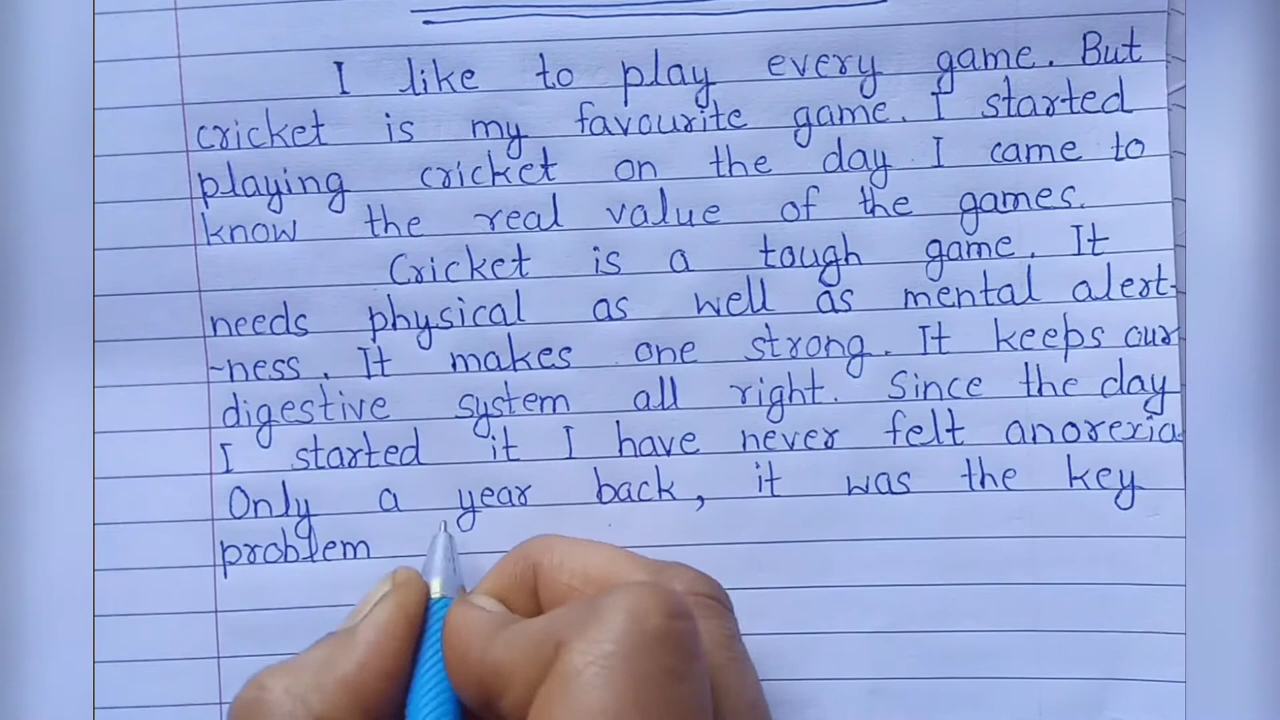 I like to play every game. But
cricket is my favourite game. I started
playing cricket on the day I came to
know the real value of the games.
Cricket is a tough game. It
needs physical as well as mental alert-
-ness. It makes one strong. It keeps our
digestive system all right. Since the day
I started it I have never felt anorexia
Only a year back, it was the key
problem